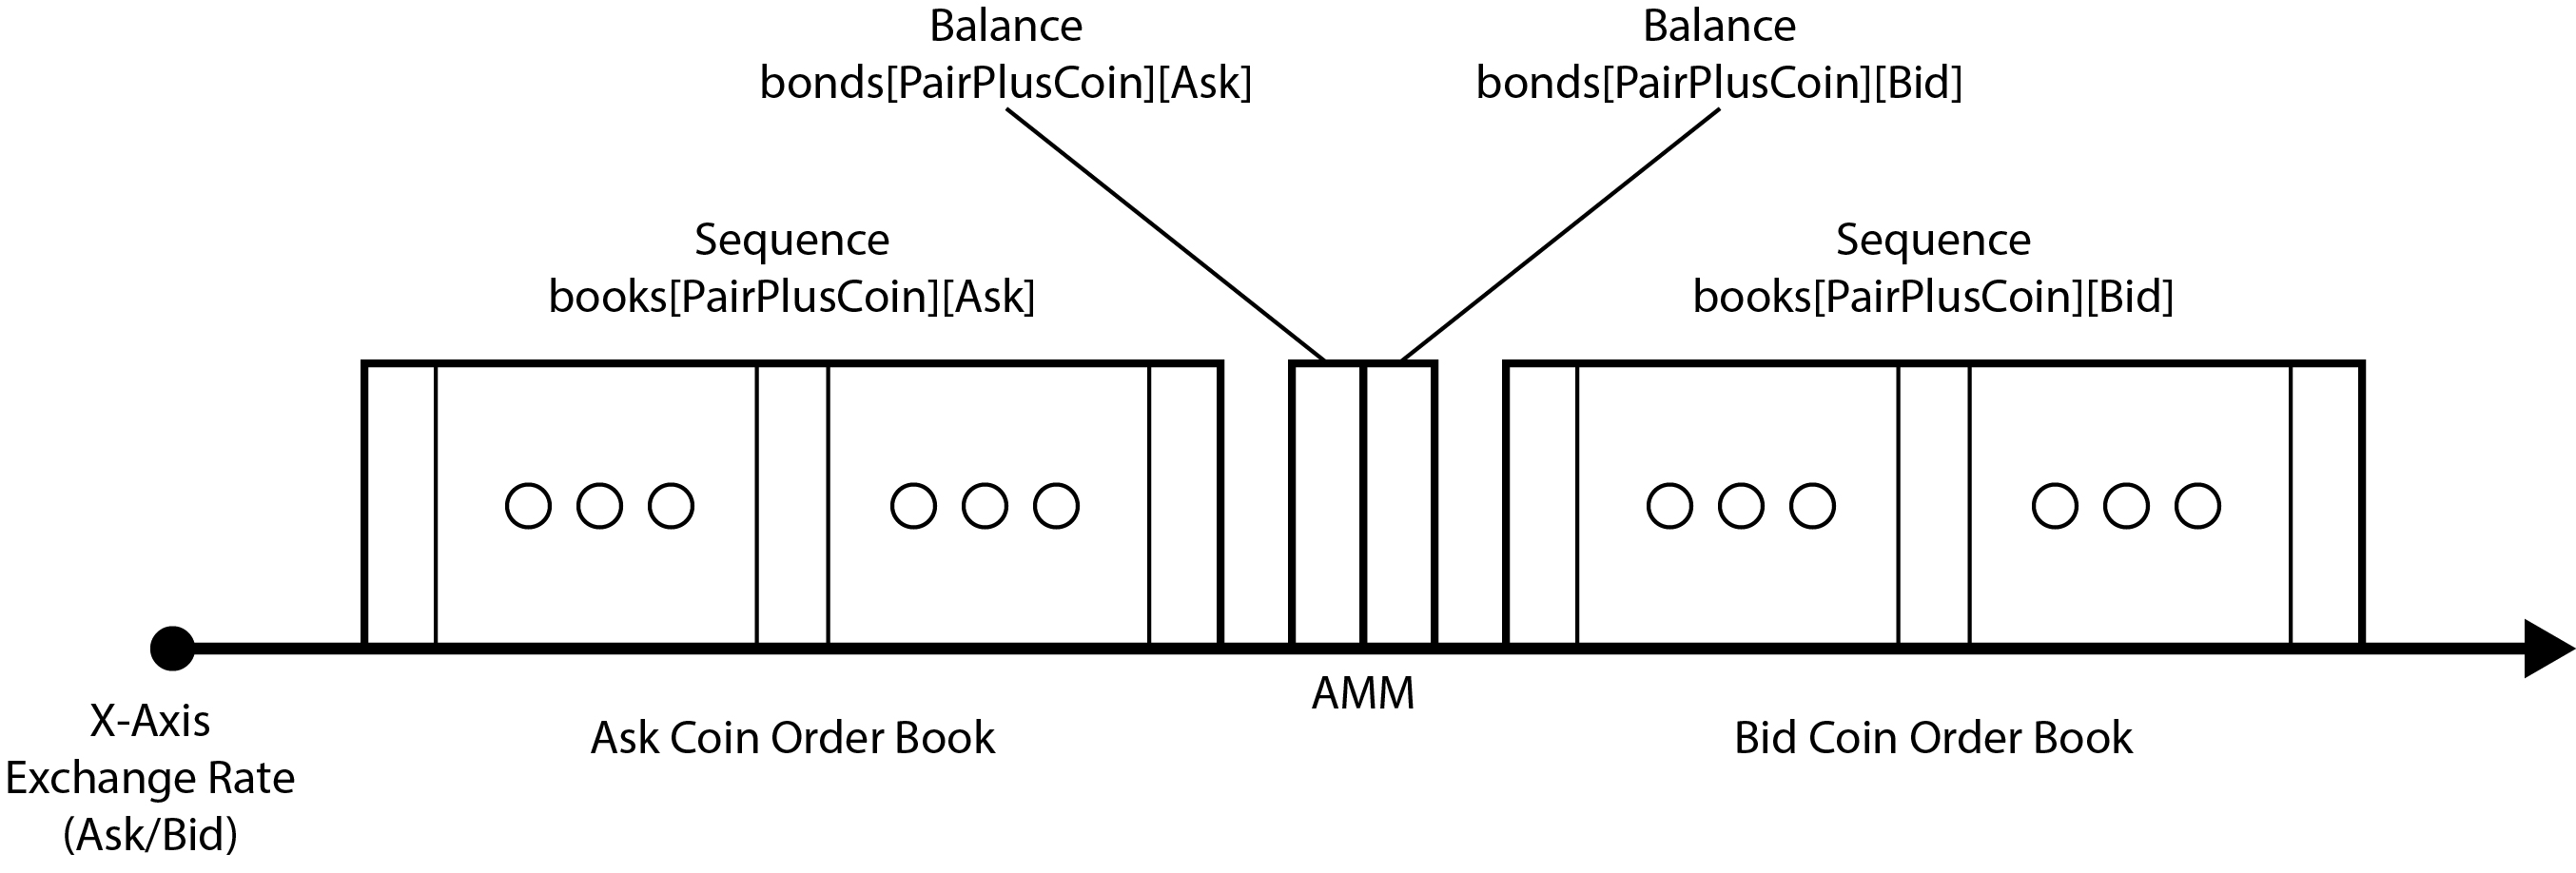 Balance
bonds[PairPlusCoin][Ask]
Balance
bonds[PairPlusCoin][Bid]
Sequence
books[PairPlusCoin][Ask]
Sequence
books[PairPlusCoin][Bid]
X-Axis
Exchange Rate
(Ask/Bid)
Ask Coin Order Book
AMM
Bid Coin Order Book